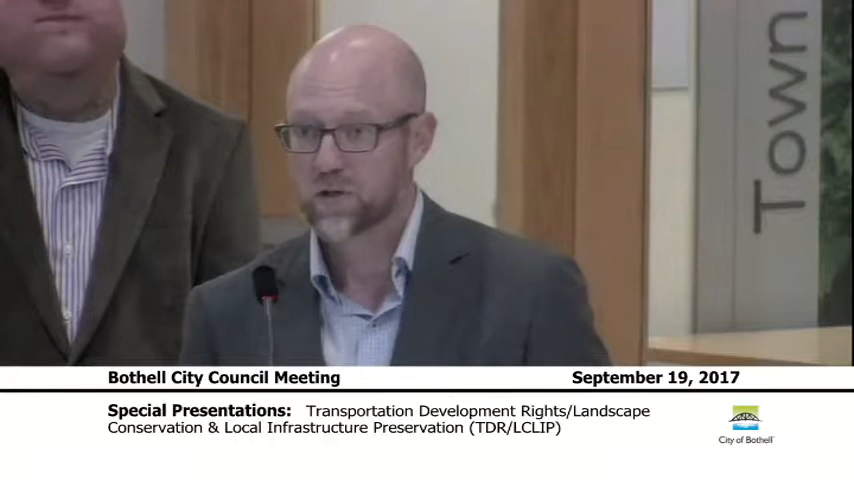 Town
Bothell City Council Meeting September 19, 2017
Special Presentations: Transportation Development Rights/Landscape
Conservation & Local Infrastructure Preservation (TDR/LCLIP)
City of Bothell